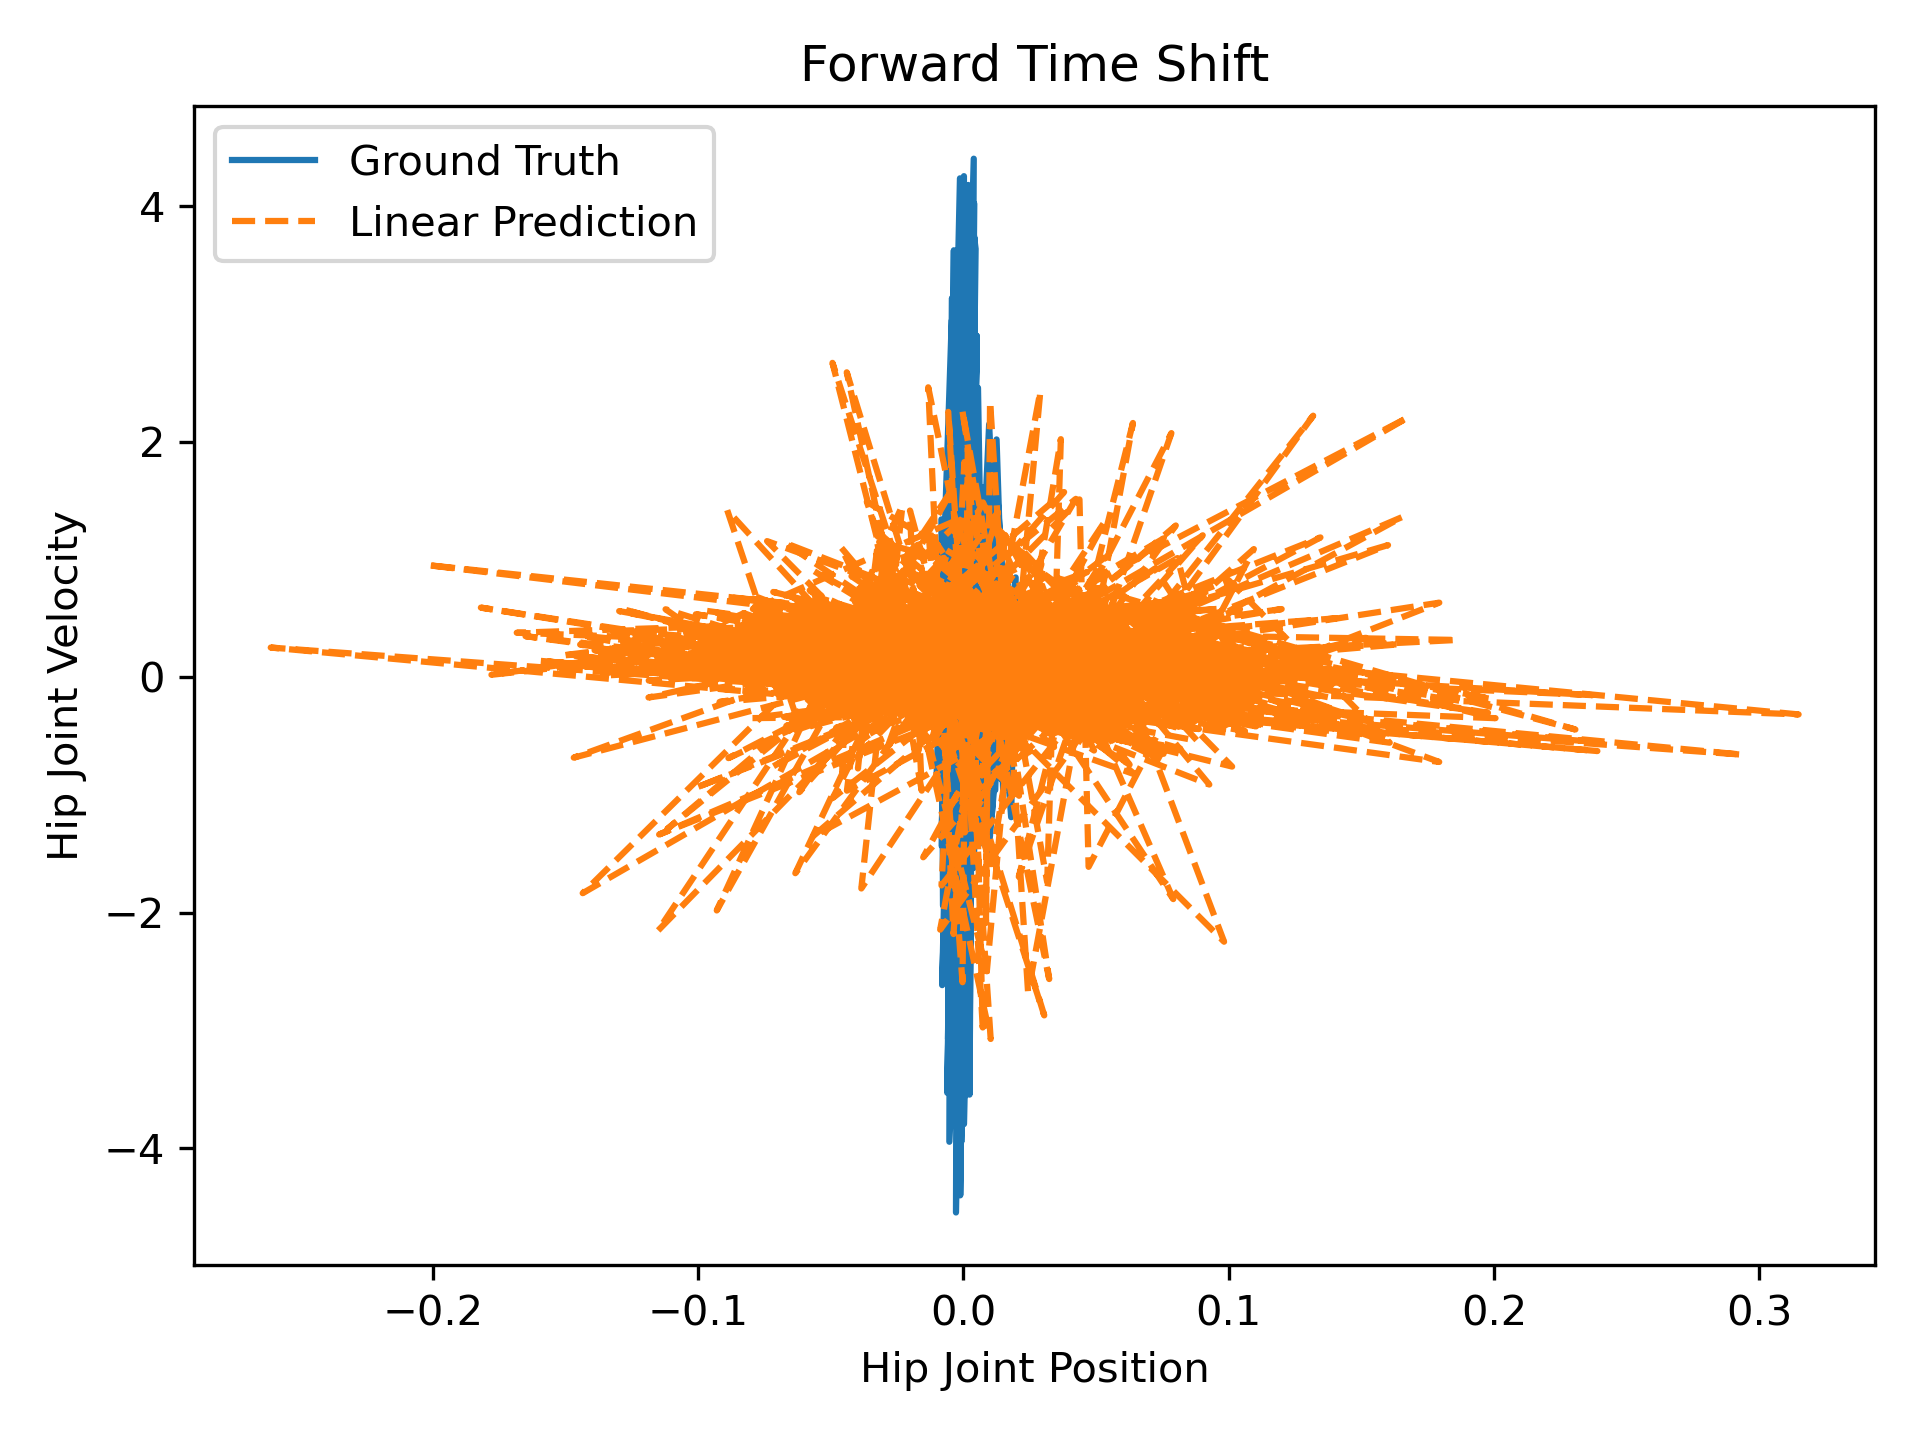 Forward Time Shift
Ground Truth
Linear Prediction
4
2
0
−2
−4
Hip Joint Velocity
−0.2 −0.1 0.0 0.1 0.2 0.3
Hip Joint Position